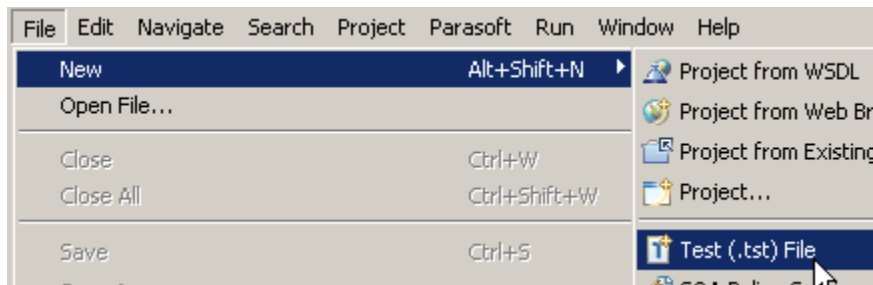 File Edit Navigate Search Project Parasoft Run Window Help
New Alt+Shift+N
Open File...
Close Ctrl+W
Close All Ctrl+Shift+W
Save Ctrl+S
Project from WSDL
Project from Web Br
Project from Existing
Project...
Test (.tst) File